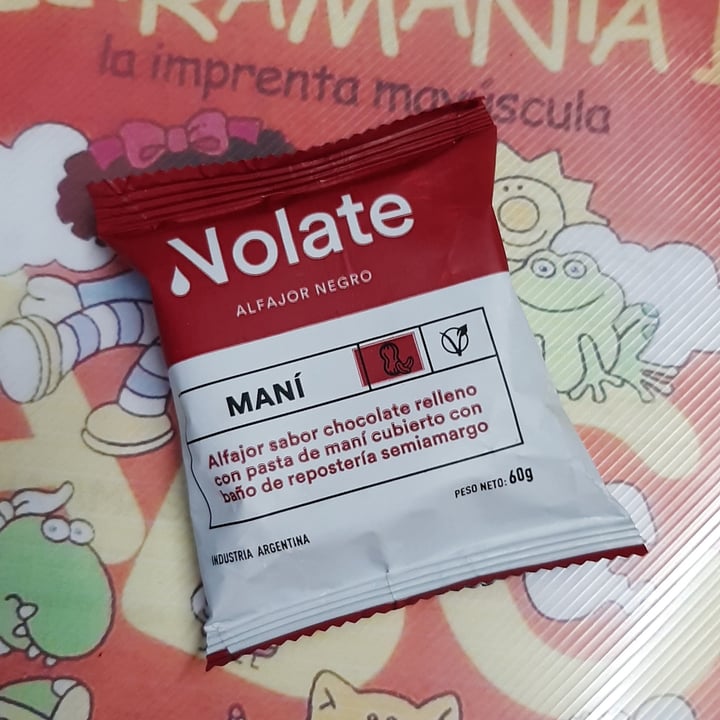 la imprenta mayúscula
Volate
ALFAJOR NEGRO
MANÍ
Alfajor sabor chocolate relleno
con pasta de maní cubierto con
baño de repostería semiamargo
PESO NETO: 60g
INDUSTRIA ARGENTINA